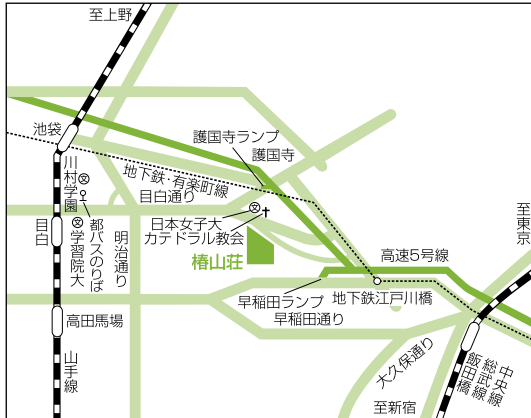 至上野
池袋
護国寺ランプ
護国寺
地下鉄・有楽町線
目白通り
川村学園
都バスのりば
学習院大
目白
明治通り
日本女子大
カテドラル教会
椿山荘
至東京
高速5号線
早稲田ランプ
地下鉄江戸川橋
早稲田通り
高田馬場
山手線
大久保通り
至新宿
飯田橋
総武線
中央線